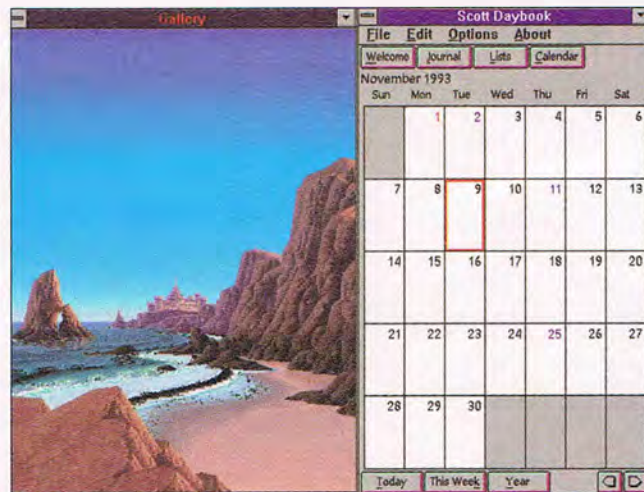 Gallery
Scott Daybook
File Edit Options About
Welcome Journal Lists Calendar
November 1993
Sun Mon Tue Wed Thu Fri Sat
1 2 3 4 5 6
7 8 9 10 11 12 13
14 15 16 17 18 19 20
21 22 23 24 25 26 27
28 29 30
Today This Week Year